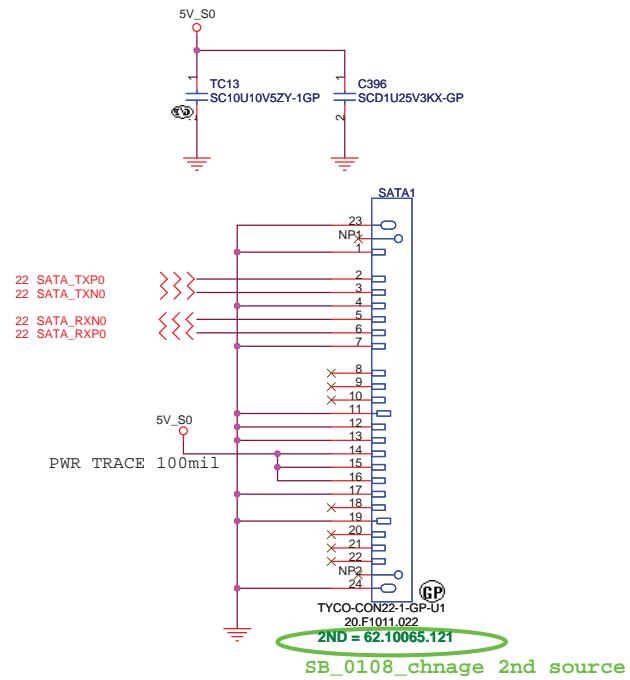 5V_S0
1 TC13 1 C396
SC10U10V5ZY-1GP SCD1U25V3KX-GP
2
SATA1
23
NP1
1
22 SATA_TXP0 2
22 SATA_TXN0 3
4
22 SATA_RXN0 5
22 SATA_RXP0 6
7
8
9
10
11
5V_S0 12
13
14
PWR TRACE 100mil 15
16
17
18
19
20
21
22
NP2
24
GP
TYCO-CON22-1-GP-U1
20.F1011.022
2ND = 62.10065.121
SB_0108_chnage 2nd source